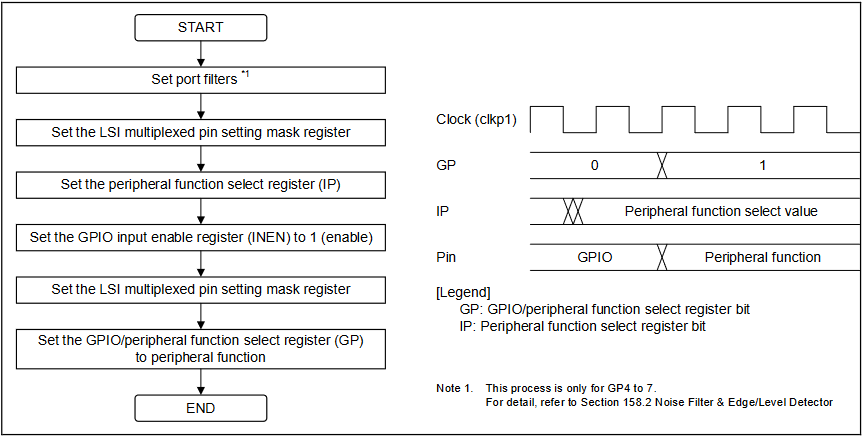 START
Set port filters *1
Set the LSI multiplexed pin setting mask register
Set the peripheral function select register (IP)
Set the GPIO input enable register (INEN) to 1 (enable)
Set the LSI multiplexed pin setting mask register
Set the GPIO/peripheral function select register (GP)
to peripheral function
END
Clock (clkp1)
GP
0
1
IP
Peripheral function select value
Pin
GPIO
Peripheral function
[Legend]
GP: GPIO/peripheral function select register bit
IP: Peripheral function select register bit
Note 1. This process is only for GP4 to 7.
For detail, refer to Section 158.2 Noise Filter & Edge/Level Detector